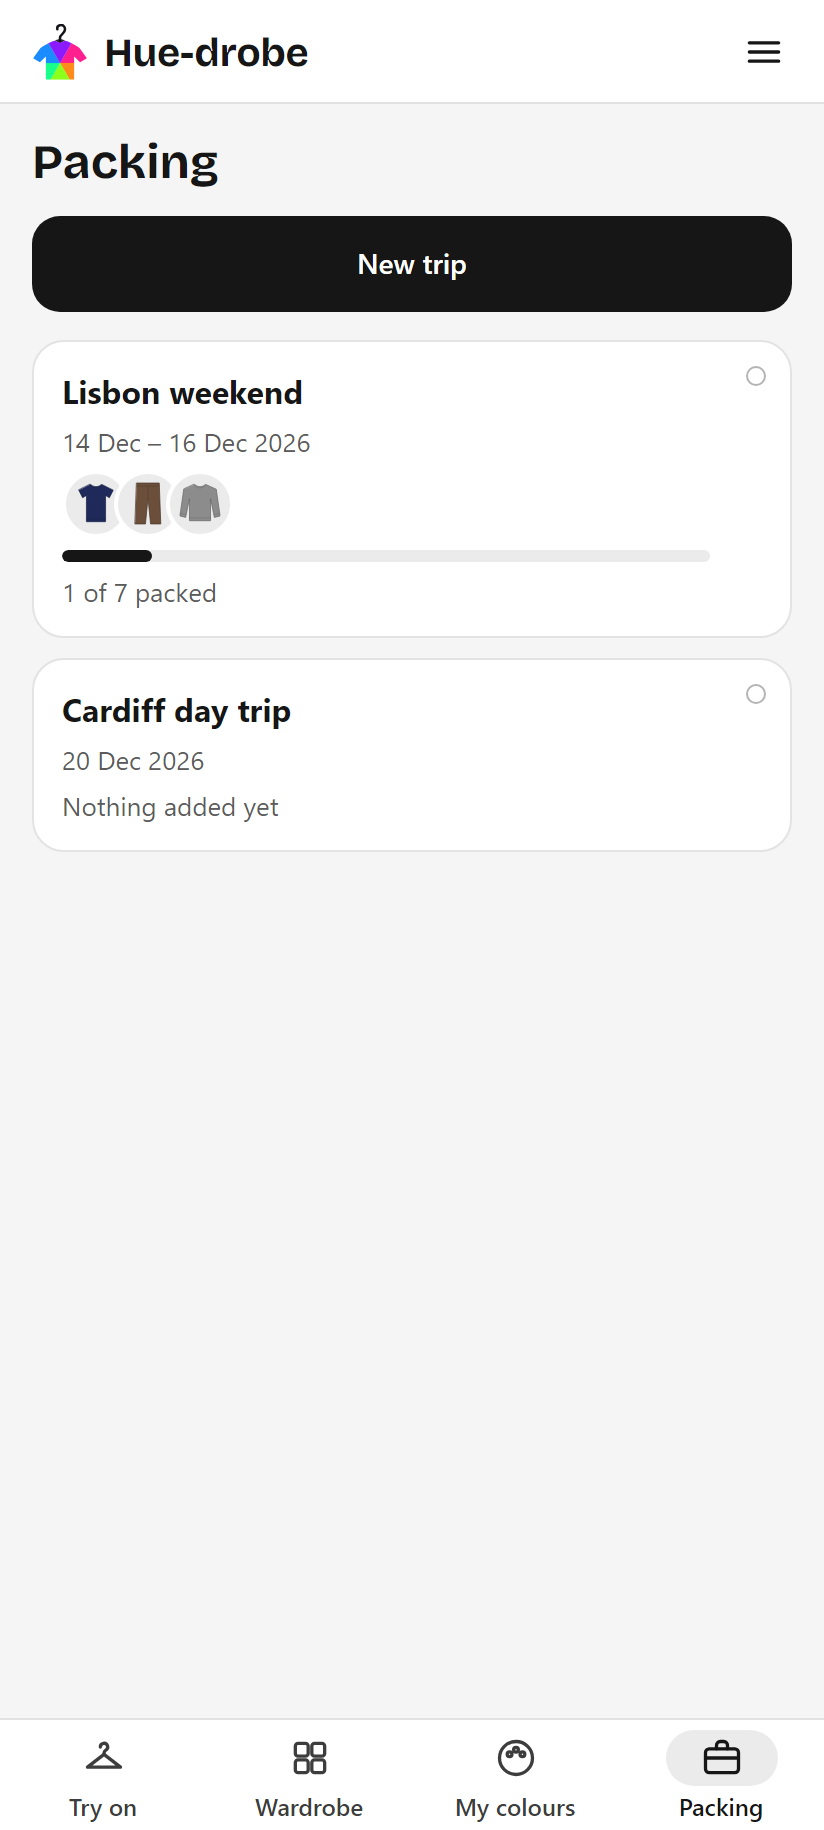 Hue-drobe
Packing
New trip
Lisbon weekend
14 Dec – 16 Dec 2026
1 of 7 packed
Cardiff day trip
20 Dec 2026
Nothing added yet
Try on
Wardrobe
My colours
Packing